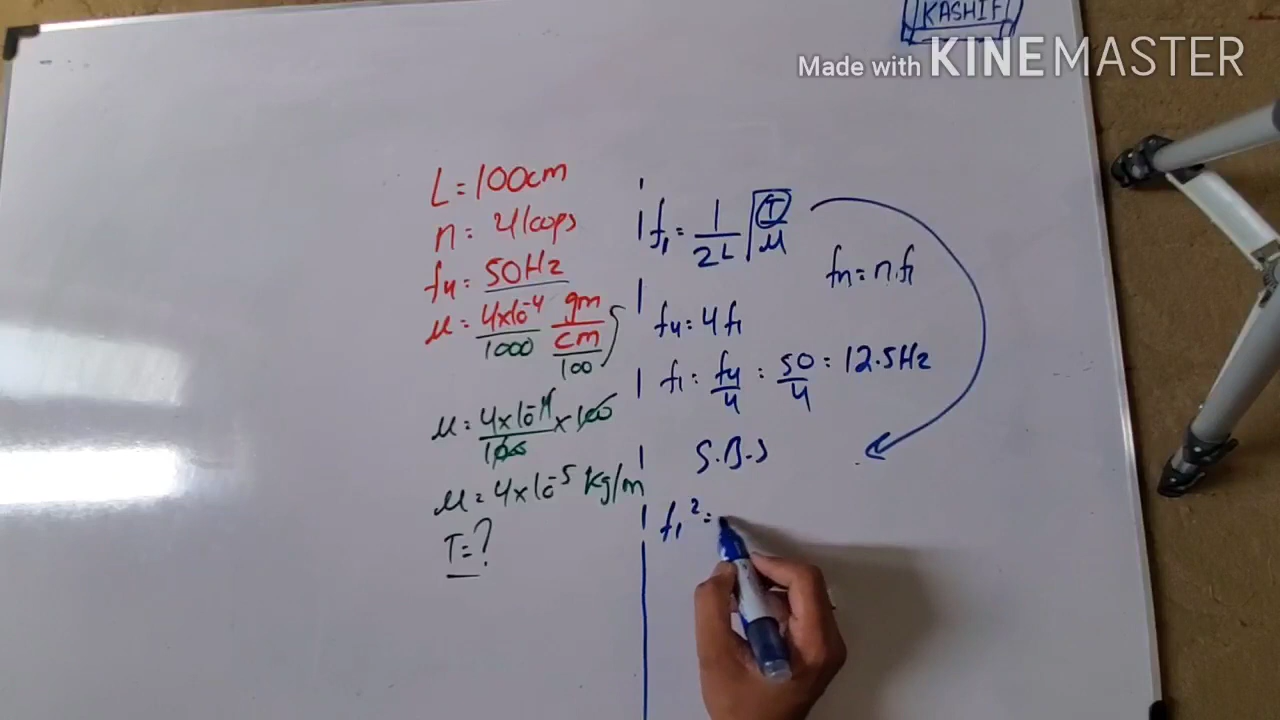 KASHIF
Made with KINEMASTER
L = 100cm
n = 4 loops
f4 = 50Hz
μ = 4×10^-4/1000 gm/cm/100
μ = 4×10^-4/1000 × 100
μ = 4×10^-5 kg/m
T = ?
f1 = 1/2L √T/μ
fn = n.f1
f4 = 4f1
f1 = f4/4 = 50/4 = 12.5Hz
S.B.S
f1² =